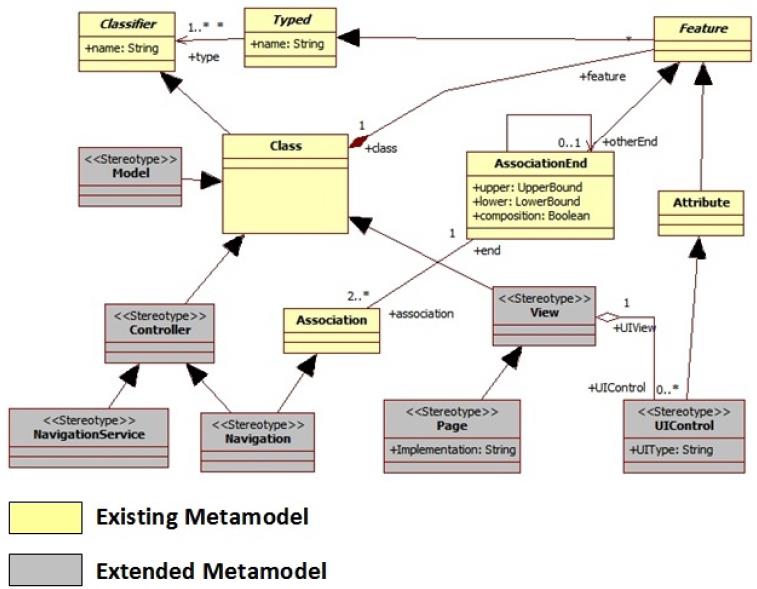 Classifier
+name: String
1..* *
+type
Typed
+name: String
*
Feature
+feature
1
+class
Class
<<Stereotype>>
Model
0..1
+otherEnd
AssociationEnd
+upper: UpperBound
+lower: LowerBound
+composition: Boolean
Attribute
1
+end
2..*
+association
<<Stereotype>>
Controller
Association
<<Stereotype>>
View
1
+UIView
+UIControl
0..*
<<Stereotype>>
NavigationService
<<Stereotype>>
Navigation
<<Stereotype>>
Page
+Implementation: String
<<Stereotype>>
UIControl
+UIType: String
Existing Metamodel
Extended Metamodel